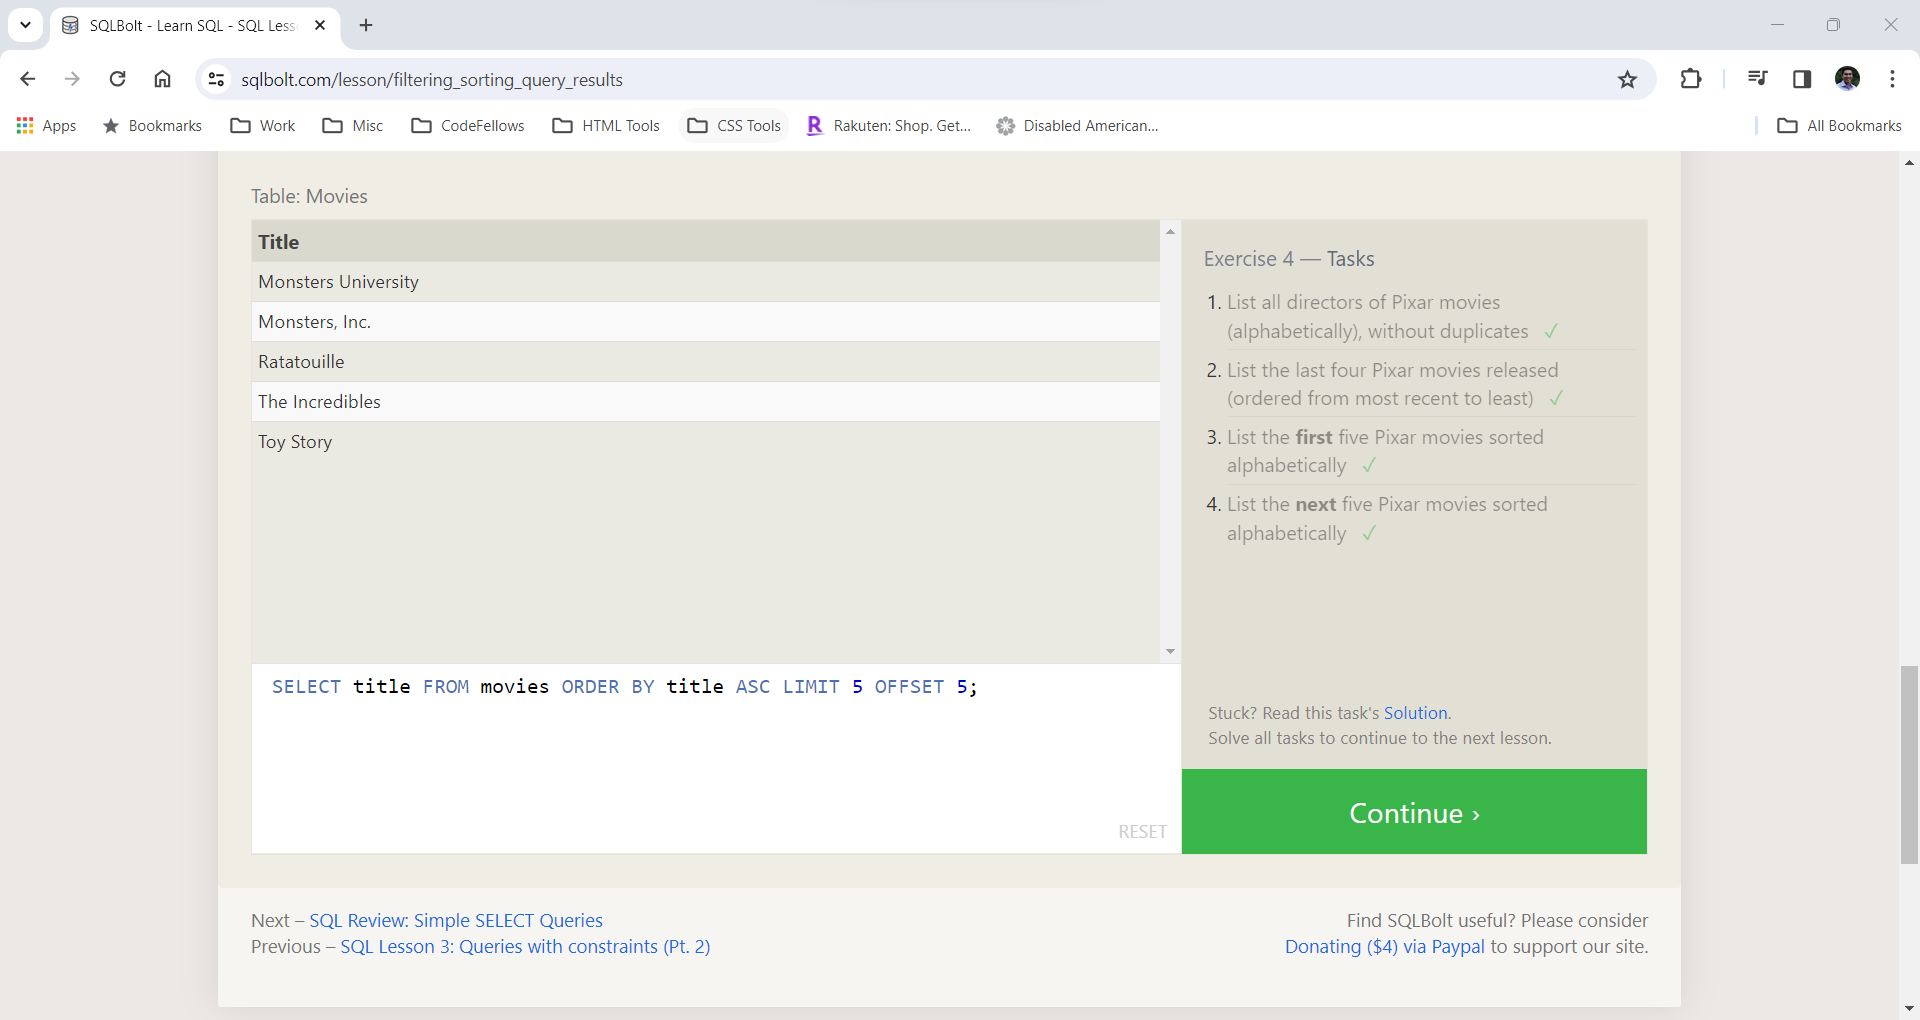 SQLBolt - Learn SQL - SQL Less
sqlbolt.com/lesson/filtering_sorting_query_results
Apps Bookmarks Work Misc CodeFellows HTML Tools CSS Tools Rakuten: Shop. Get... Disabled American... All Bookmarks
Table: Movies
Title
Monsters University
Monsters, Inc.
Ratatouille
The Incredibles
Toy Story
SELECT title FROM movies ORDER BY title ASC LIMIT 5 OFFSET 5;
RESET
Exercise 4 — Tasks
1. List all directors of Pixar movies
(alphabetically), without duplicates ✓
2. List the last four Pixar movies released
(ordered from most recent to least) ✓
3. List the first five Pixar movies sorted
alphabetically ✓
4. List the next five Pixar movies sorted
alphabetically ✓
Stuck? Read this task's Solution.
Solve all tasks to continue to the next lesson.
Continue ›
Next – SQL Review: Simple SELECT Queries
Previous – SQL Lesson 3: Queries with constraints (Pt. 2)
Find SQLBolt useful? Please consider
Donating ($4) via Paypal to support our site.